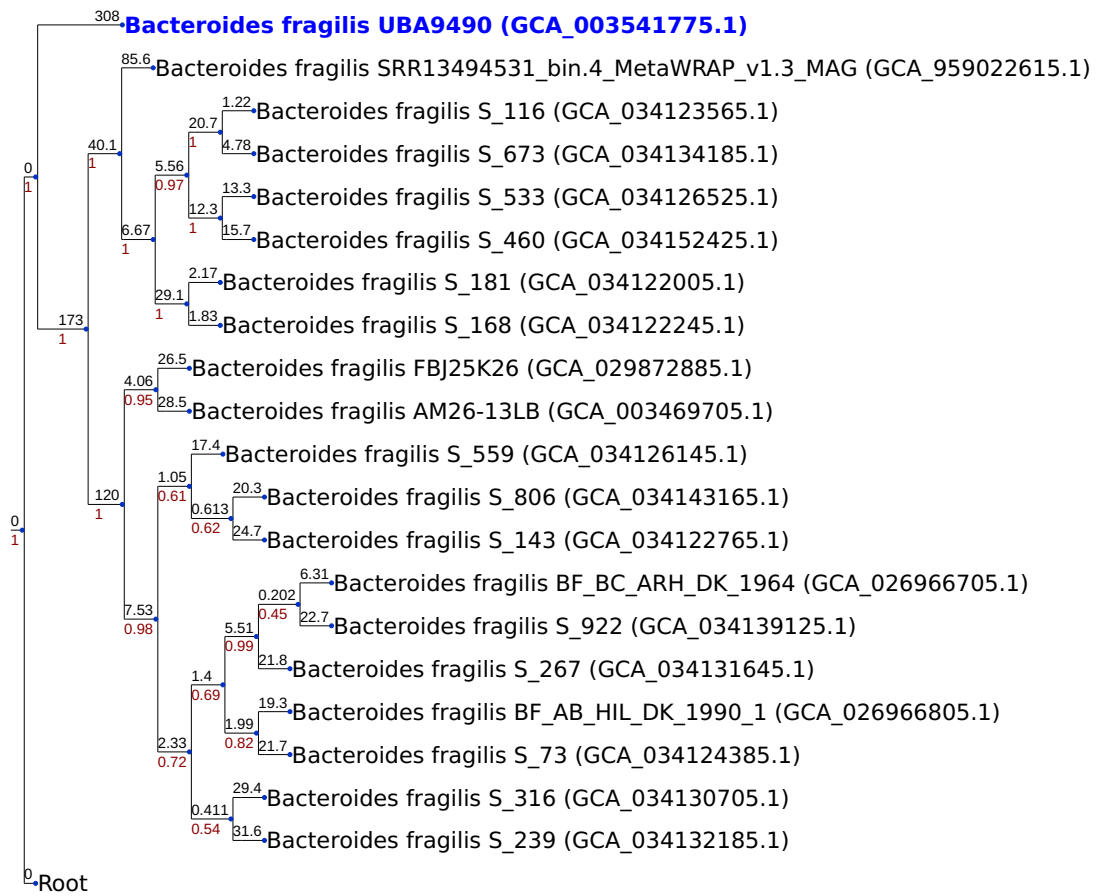 308
Bacteroides fragilis UBA9490 (GCA_003541775.1)
85.6
Bacteroides fragilis SRR13494531_bin.4_MetaWRAP_v1.3_MAG (GCA_959022615.1)
1.22
Bacteroides fragilis S_116 (GCA_034123565.1)
20.7
1
40.1
1
4.78
Bacteroides fragilis S_673 (GCA_034134185.1)
0
1
5.56
0.97
13.3
Bacteroides fragilis S_533 (GCA_034126525.1)
12.3
1
6.67
1
15.7
Bacteroides fragilis S_460 (GCA_034152425.1)
2.17
Bacteroides fragilis S_181 (GCA_034122005.1)
29.1
1
173
1
1.83
Bacteroides fragilis S_168 (GCA_034122245.1)
26.5
Bacteroides fragilis FBJ25K26 (GCA_029872885.1)
4.06
0.95
28.5
Bacteroides fragilis AM26-13LB (GCA_003469705.1)
17.4
Bacteroides fragilis S_559 (GCA_034126145.1)
1.05
0.61
120
1
20.3
Bacteroides fragilis S_806 (GCA_034143165.1)
0.613
0.62
0
1
24.7
Bacteroides fragilis S_143 (GCA_034122765.1)
6.31
Bacteroides fragilis BF_BC_ARH_DK_1964 (GCA_026966705.1)
0.202
0.45
7.53
0.98
22.7
Bacteroides fragilis S_922 (GCA_034139125.1)
5.51
0.99
21.8
Bacteroides fragilis S_267 (GCA_034131645.1)
1.4
0.69
19.3
Bacteroides fragilis BF_AB_HIL_DK_1990_1 (GCA_026966805.1)
1.99
0.82
2.33
0.72
21.7
Bacteroides fragilis S_73 (GCA_034124385.1)
29.4
Bacteroides fragilis S_316 (GCA_034130705.1)
0.411
0.54
31.6
Bacteroides fragilis S_239 (GCA_034132185.1)
0
Root